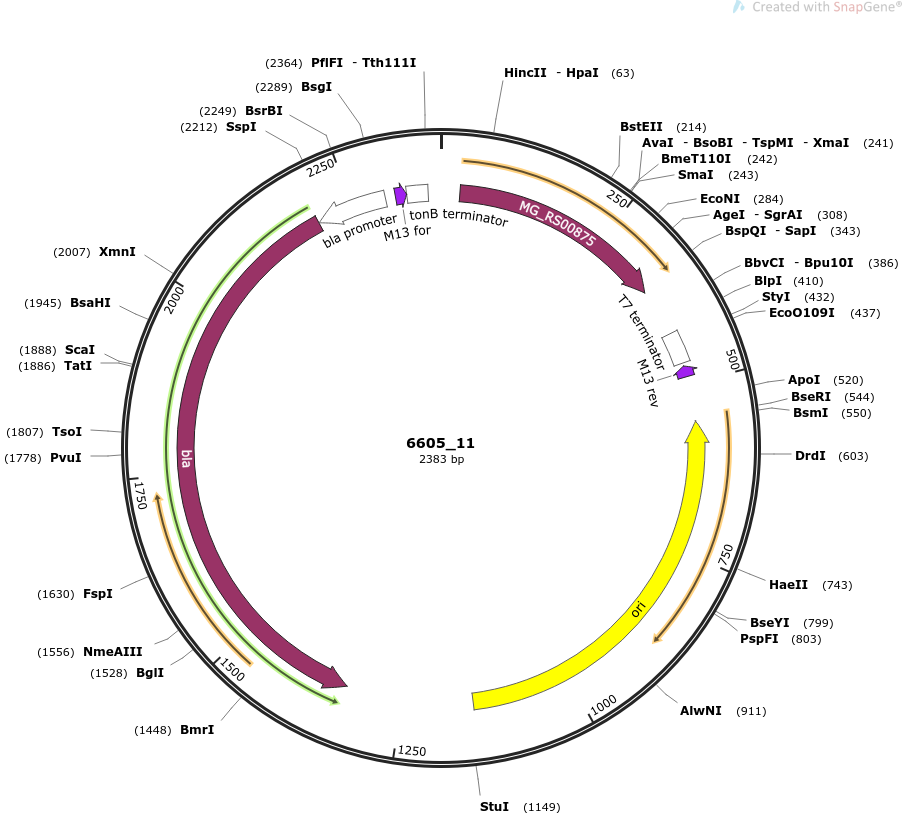 Created with SnapGene®
(2364) PflFI - Tth111I
HincII - HpaI (63)
(2289) BsgI
(2249) BsrBI
(2212) SspI
BstEII (214)
AvaI - BsoBI - TspMI - XmaI (241)
BmeT110I (242)
SmaI (243)
EcoNI (284)
AgeI - SgrAI (308)
BspQI - SapI (343)
BbvCI - Bpu10I (386)
BlpI (410)
StyI (432)
EcoO109I (437)
ApoI (520)
BseRI (544)
BsmI (550)
DrdI (603)
HaeII (743)
BseYI (799)
PspFI (803)
AlwNI (911)
StuI (1149)
(1448) BmrI
(1528) BglI
(1556) NmeAIII
(1630) FspI
(1778) PvuI
(1807) TsoI
(1886) TatI
(1888) ScaI
(1945) BsaHI
(2007) XmnI
250
500
750
1000
1250
1500
1750
2000
2250
bla promoter
M13 for
tonB terminator
MG_RS00875
T7 terminator
M13 rev
ori
bla
6605_11
2383 bp